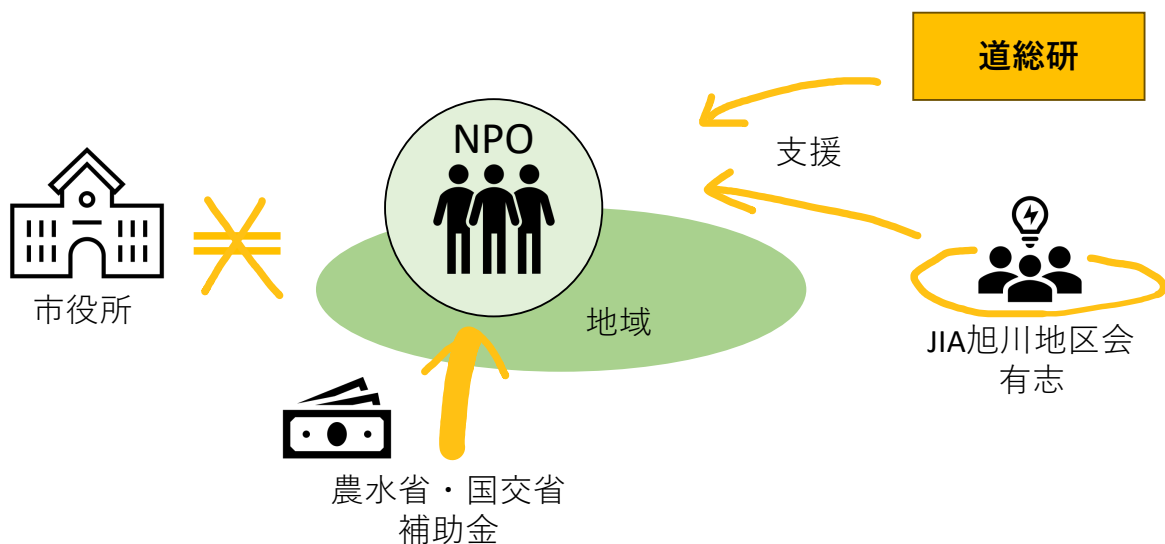 道総研
NPO
支援
市役所
地域
JIA旭川地区会
有志
農水省・国交省
補助金